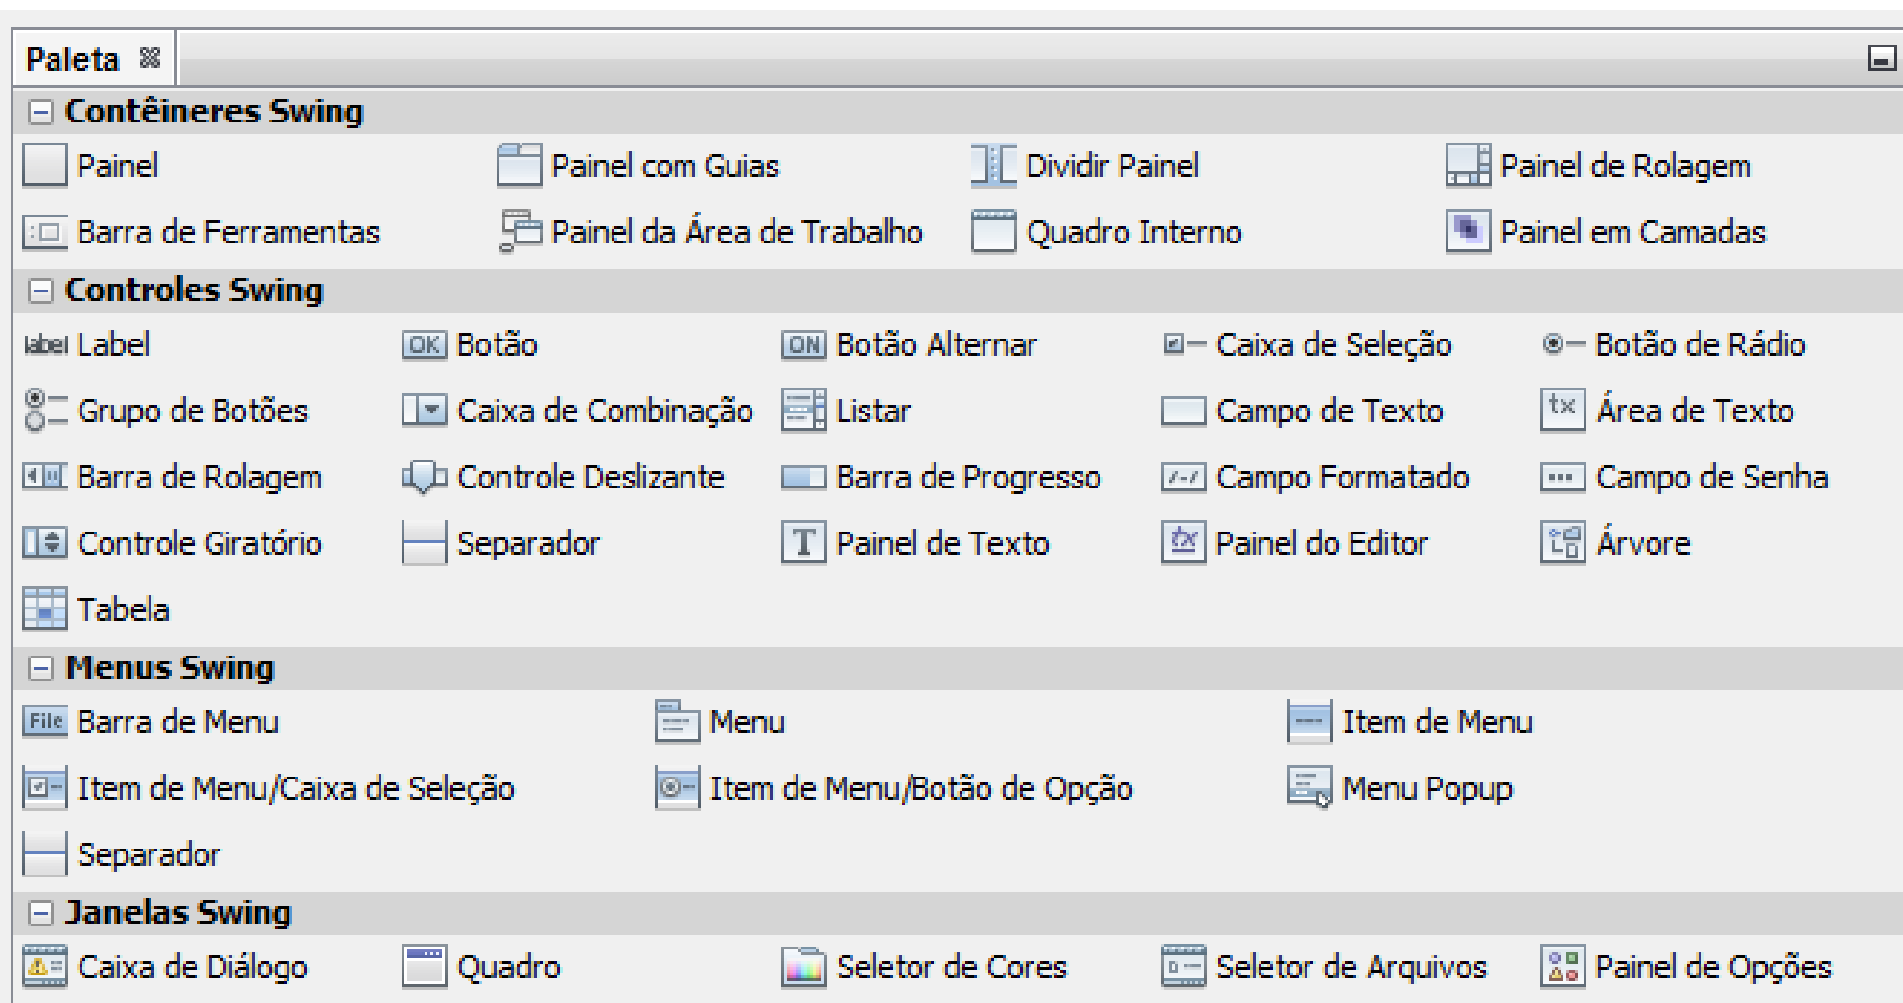 Paleta
Contêineres Swing
Painel Painel com Guias Dividir Painel Painel de Rolagem
Barra de Ferramentas Painel da Área de Trabalho Quadro Interno Painel em Camadas
Controles Swing
label Label OK Botão ON Botão Alternar Caixa de Seleção Botão de Rádio
Grupo de Botões Caixa de Combinação Listar Campo de Texto tx Área de Texto
Barra de Rolagem Controle Deslizante Barra de Progresso Campo Formatado Campo de Senha
Controle Giratório Separador T Painel de Texto tx Painel do Editor Árvore
Tabela
Menus Swing
File Barra de Menu Menu Item de Menu
Item de Menu/Caixa de Seleção Item de Menu/Botão de Opção Menu Popup
Separador
Janelas Swing
Caixa de Diálogo Quadro Seletor de Cores Seletor de Arquivos Painel de Opções